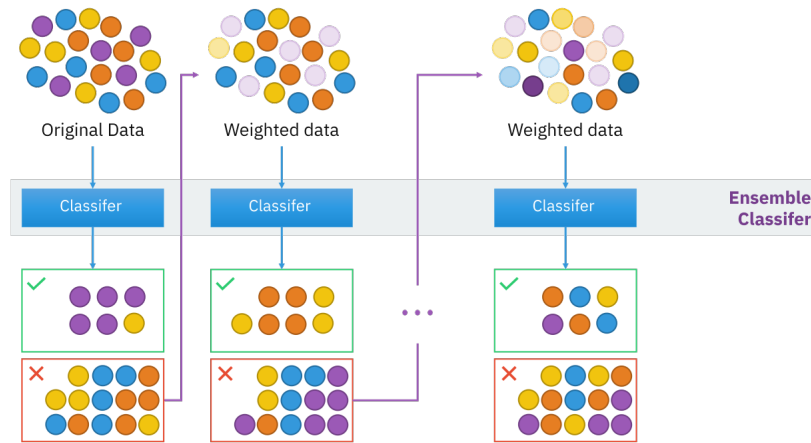 Original Data
Weighted data
Weighted data
Classifer
Classifer
Classifer
Ensemble
Classifer